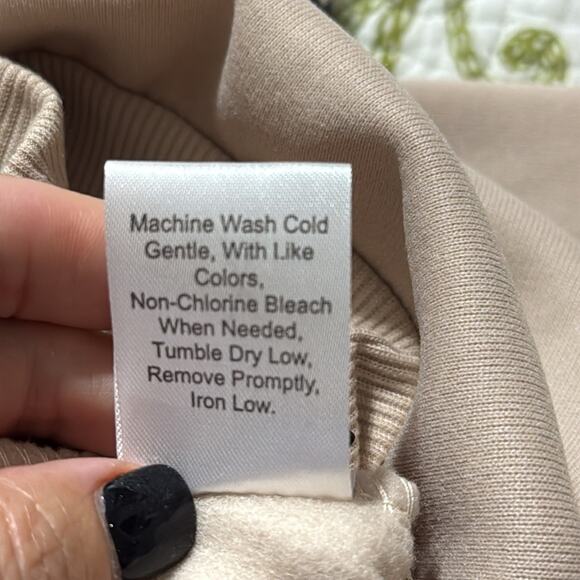 Machine Wash Cold
Gentle, With Like
Colors,
Non-Chlorine Bleach
When Needed,
Tumble Dry Low,
Remove Promptly,
Iron Low.